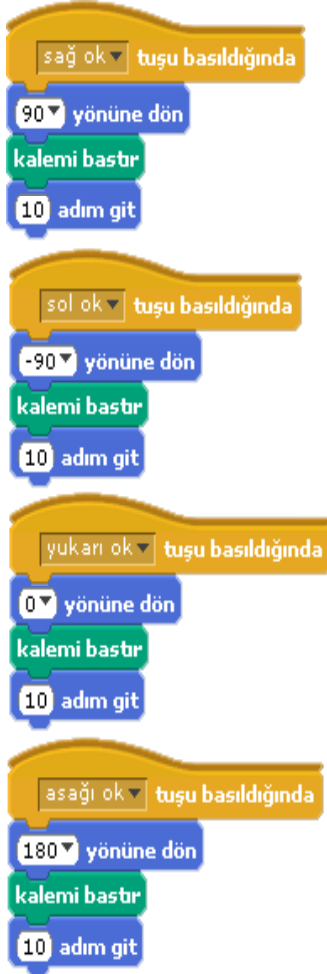 sağ ok tuşu basıldığında
90 yönüne dön
kalemi bastır
10 adım git
sol ok tuşu basıldığında
-90 yönüne dön
kalemi bastır
10 adım git
yukarı ok tuşu basıldığında
0 yönüne dön
kalemi bastır
10 adım git
asağı ok tuşu basıldığında
180 yönüne dön
kalemi bastır
10 adım git